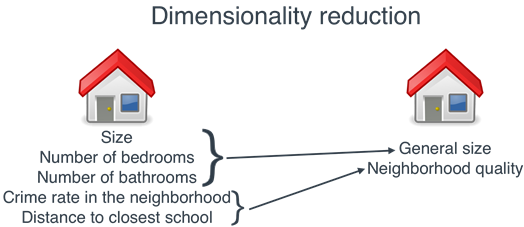 Dimensionality reduction
Size
Number of bedrooms
Number of bathrooms
Crime rate in the neighborhood
Distance to closest school
General size
Neighborhood quality